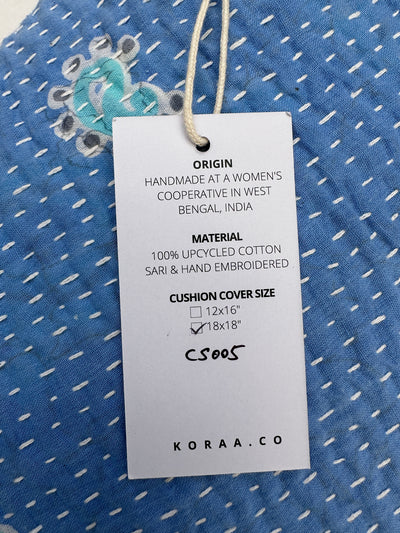 ORIGIN
HANDMADE AT A WOMEN'S
COOPERATIVE IN WEST
BENGAL, INDIA
MATERIAL
100% UPCYCLED COTTON
SARI & HAND EMBROIDERED
CUSHION COVER SIZE
12x16"
18x18"
CS005
KORAA.CO